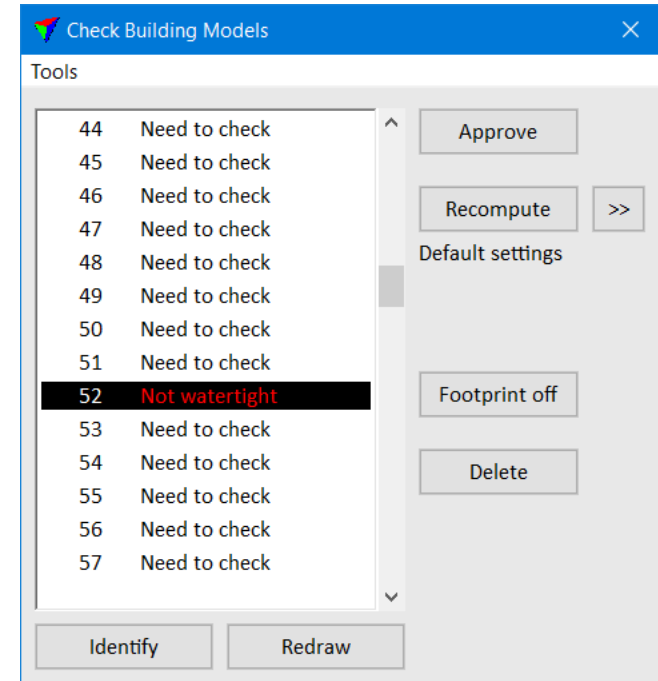 Check Building Models
Tools
44 Need to check
45 Need to check
46 Need to check
47 Need to check
48 Need to check
49 Need to check
50 Need to check
51 Need to check
52 Not watertight
53 Need to check
54 Need to check
55 Need to check
56 Need to check
57 Need to check
Approve
Recompute >>
Default settings
Footprint off
Delete
Identify Redraw